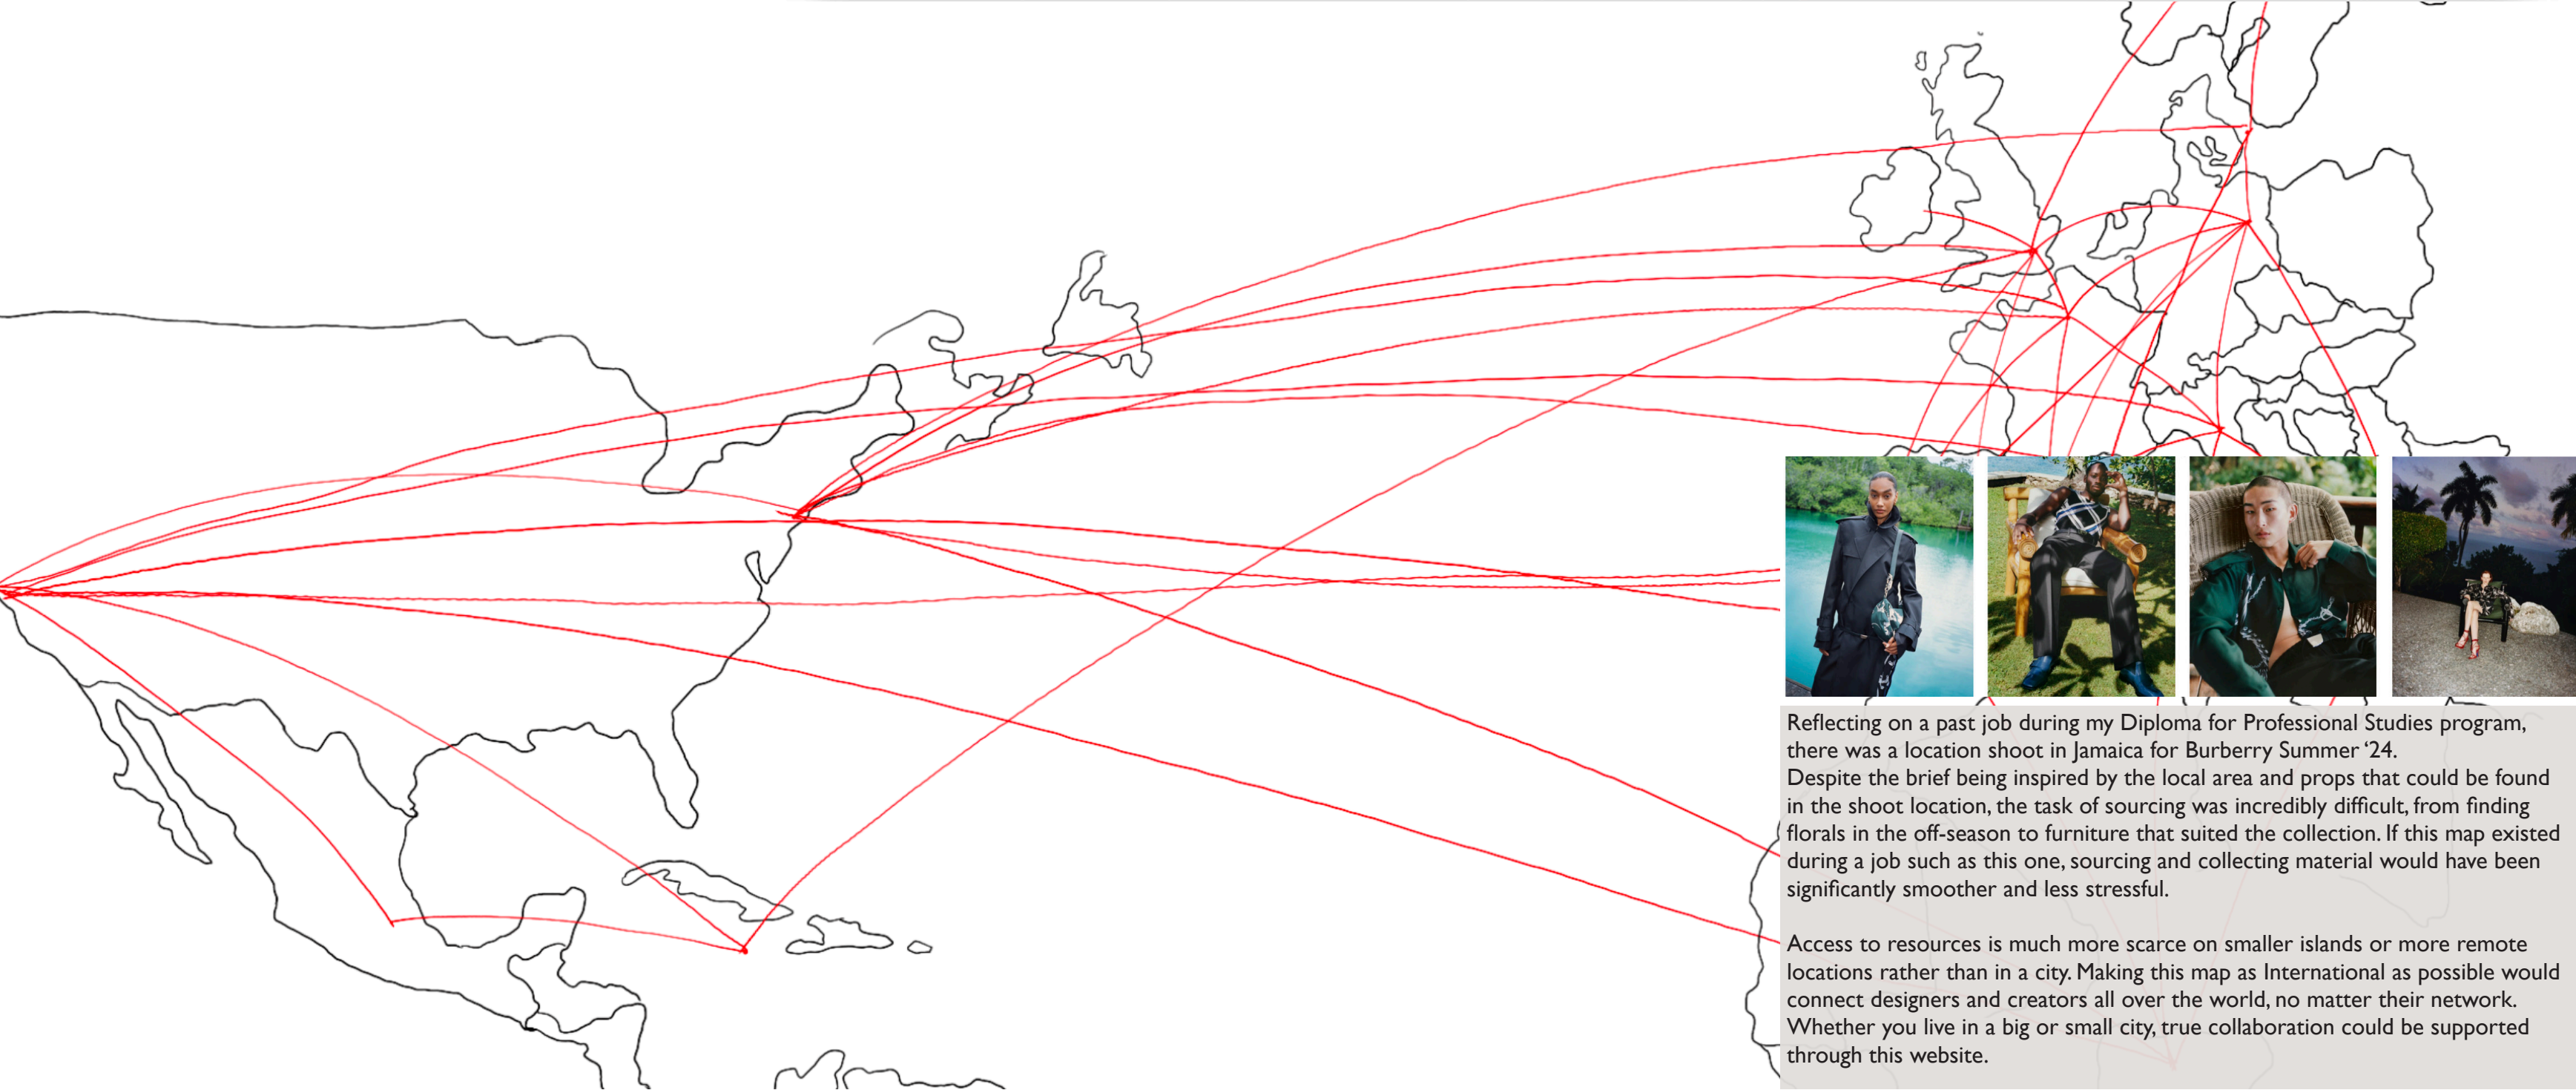 Reflecting on a past job during my Diploma for Professional Studies program,
there was a location shoot in Jamaica for Burberry Summer ‘24.
Despite the brief being inspired by the local area and props that could be found
in the shoot location, the task of sourcing was incredibly difficult, from finding
florals in the off-season to furniture that suited the collection. If this map existed
during a job such as this one, sourcing and collecting material would have been
significantly smoother and less stressful.
Access to resources is much more scarce on smaller islands or more remote
locations rather than in a city. Making this map as International as possible would
connect designers and creators all over the world, no matter their network.
Whether you live in a big or small city, true collaboration could be supported
through this website.